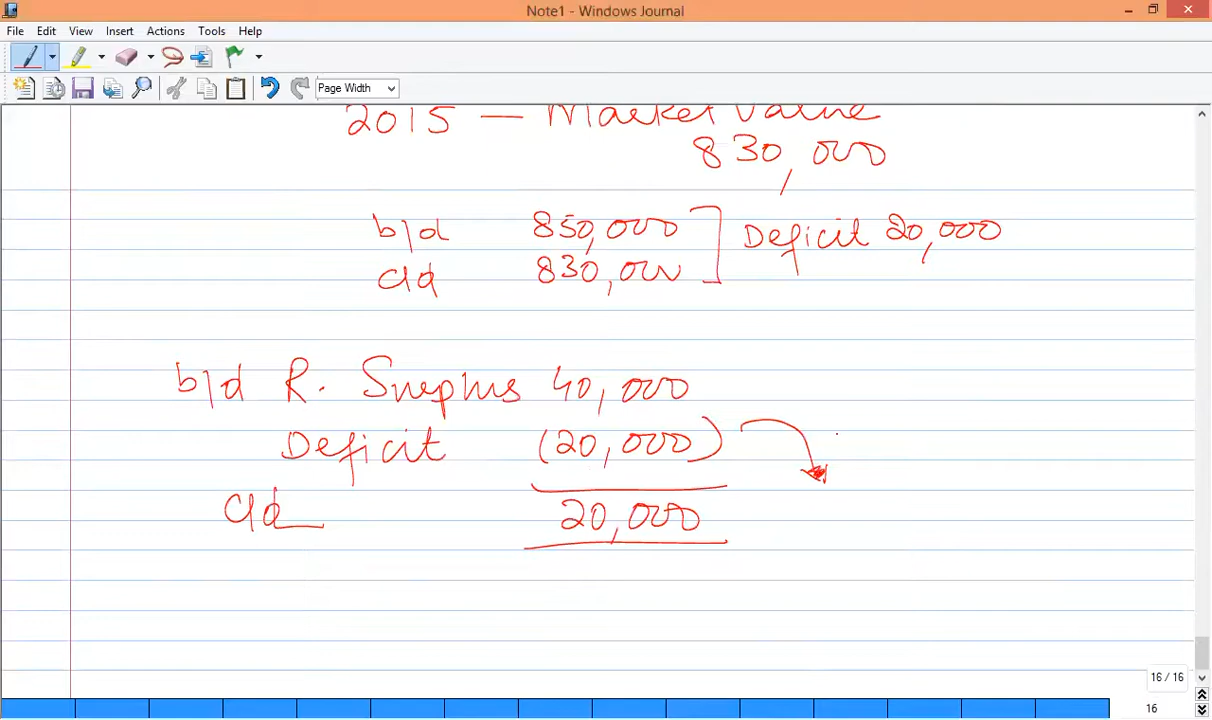 Note1 - Windows Journal
File Edit View Insert Actions Tools Help
Page Width
2015 — Market Value
830,000
b/d 850,000 Deficit 20,000
c/d 830,000
b/d R. Surplus 40,000
Deficit (20,000)
c/d 20,000
16 / 16
16